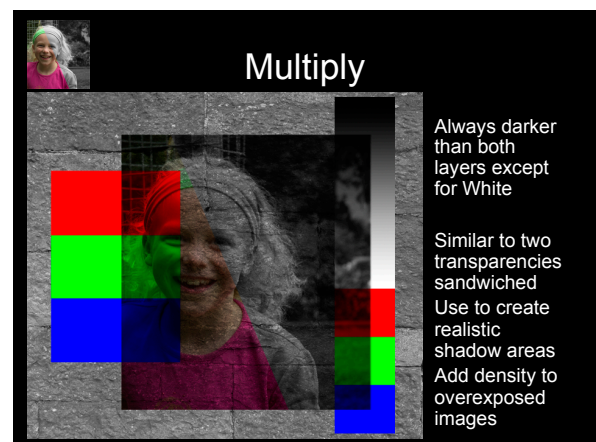 Multiply
Always darker
than both
layers except
for White
Similar to two
transparencies
sandwiched
Use to create
realistic
shadow areas
Add density to
overexposed
images